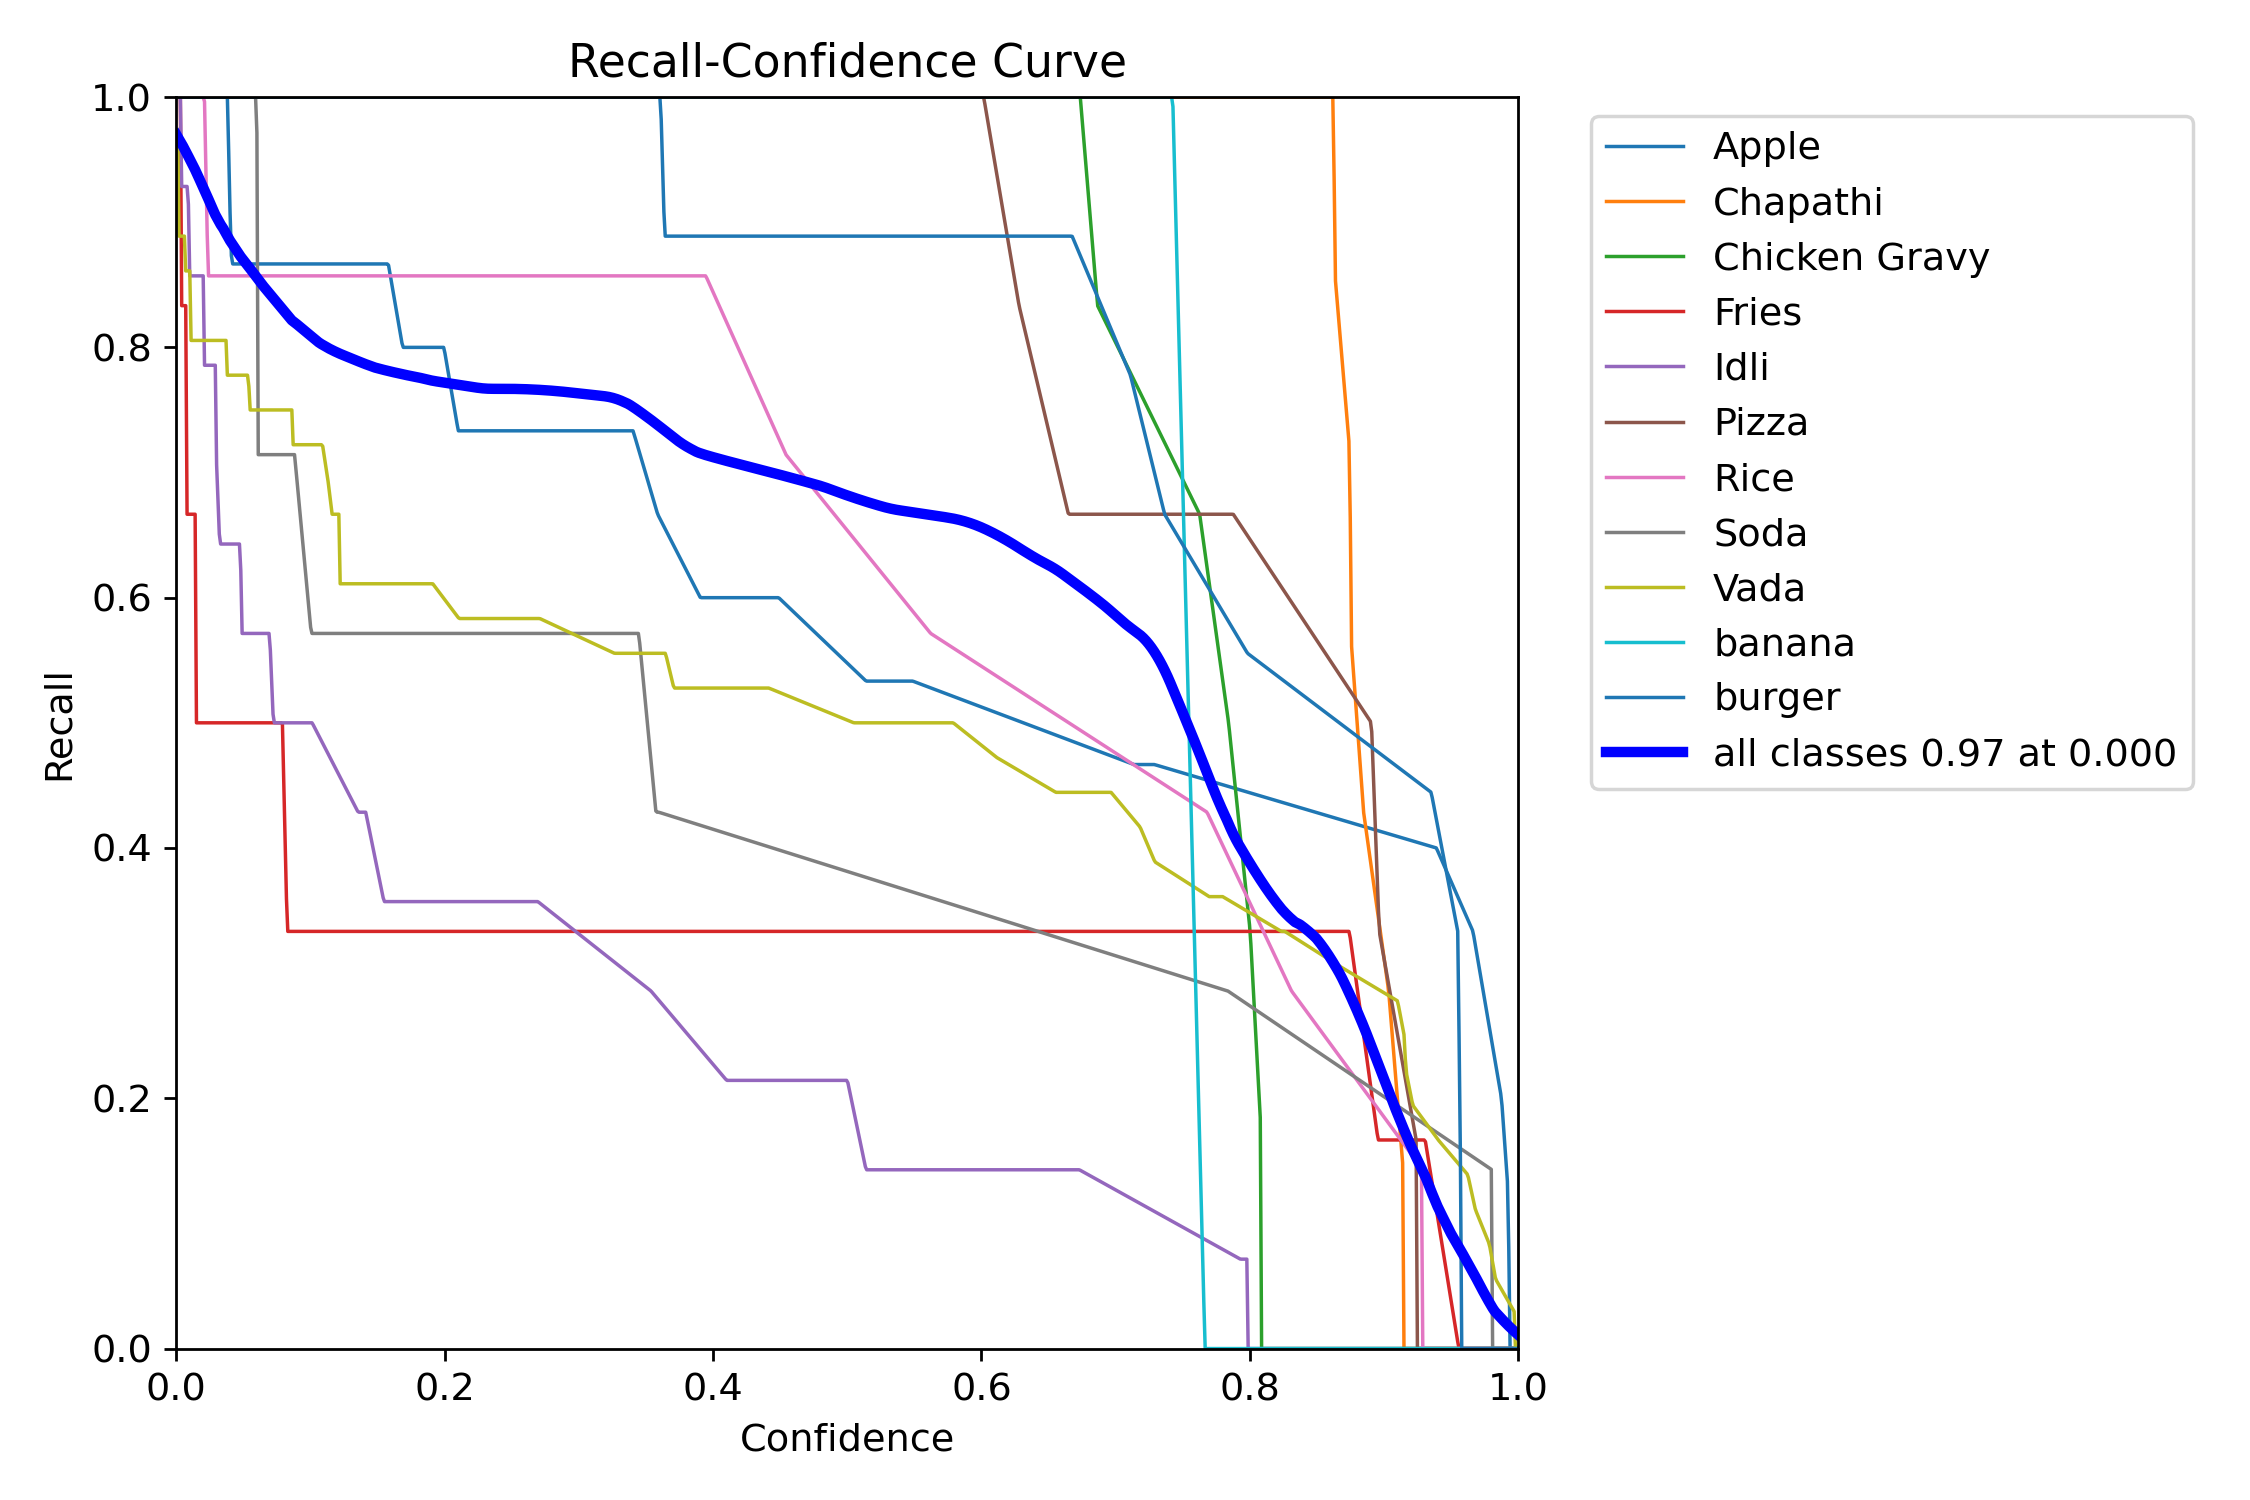 Recall-Confidence Curve
1.0
0.8
0.6
0.4
0.2
0.0
Recall
0.0 0.2 0.4 0.6 0.8 1.0
Confidence
Apple
Chapathi
Chicken Gravy
Fries
Idli
Pizza
Rice
Soda
Vada
banana
burger
all classes 0.97 at 0.000